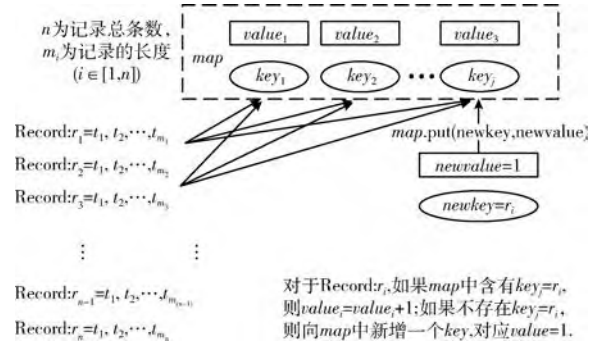 n为记录总条数,
m_i为记录的长度
(i∈[1,n])
map
value_1 value_2 value_3
key_1 key_2 ••• key_j
Record:r_1=t_1, t_2,⋯,t_{m_1}
Record:r_2=t_1, t_2,⋯,t_{m_2}
Record:r_3=t_1, t_2,⋯,t_{m_3}
⋮ ⋮
Record:r_{n-1}=t_1, t_2,⋯,t_{m_{(n-1)}}
Record:r_n=t_1, t_2,⋯,t_{m_n}
map.put(newkey,newvalue)
newvalue=1
newkey=r_i
对于Record:r_i,如果map中含有key_j=r_i,
则value_i=value_i+1;如果不存在key_j=r_i,
则向map中新增一个key,对应value=1.